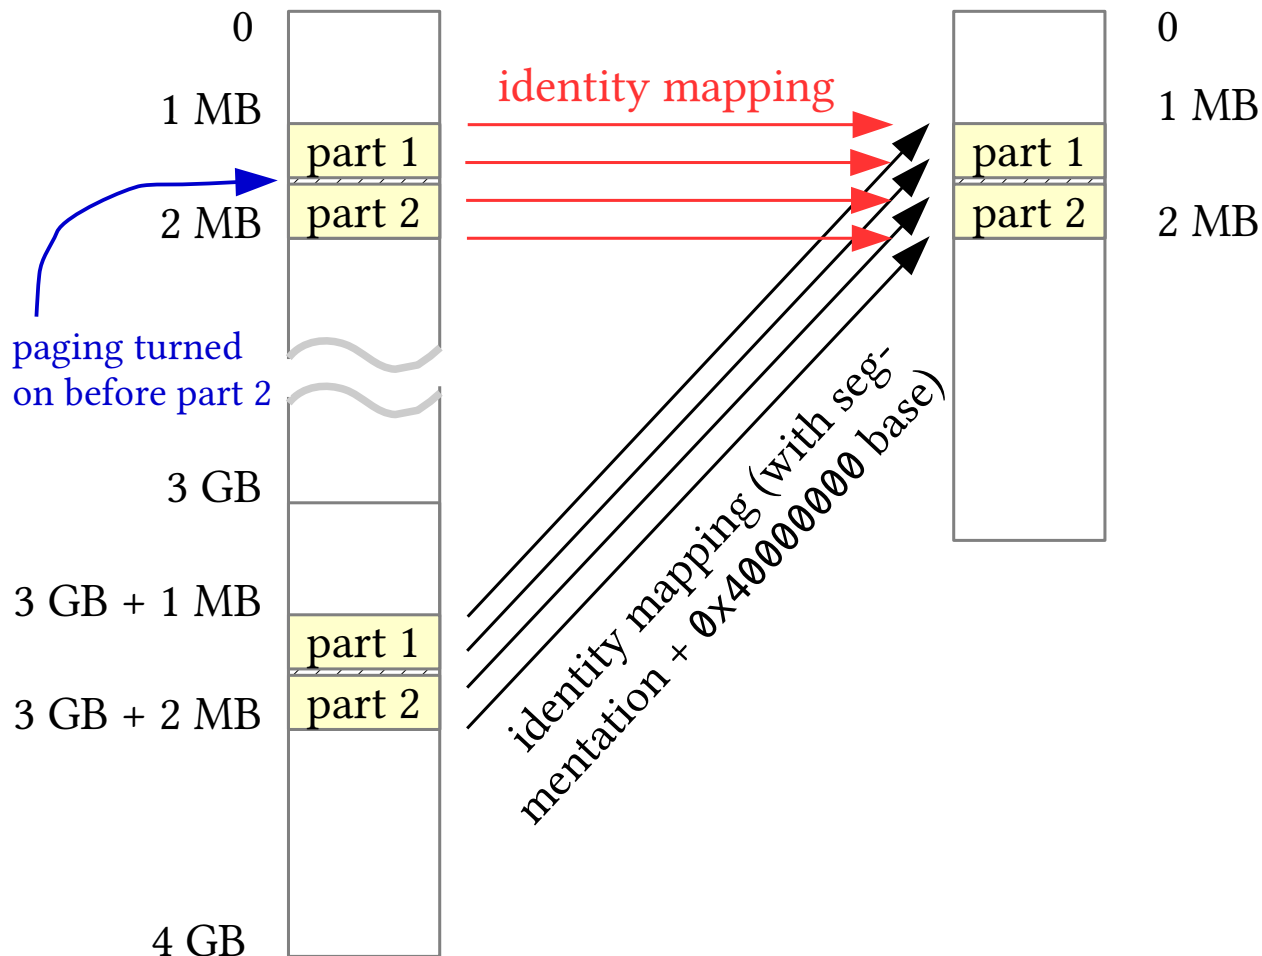 0
0
identity mapping
1 MB
1 MB
part 1
part 1
part 2
part 2
2 MB
2 MB
paging turned
on before part 2
3 GB
identity mapping (with seg-
mentation + 0x40000000 base)
3 GB + 1 MB
part 1
part 2
3 GB + 2 MB
4 GB